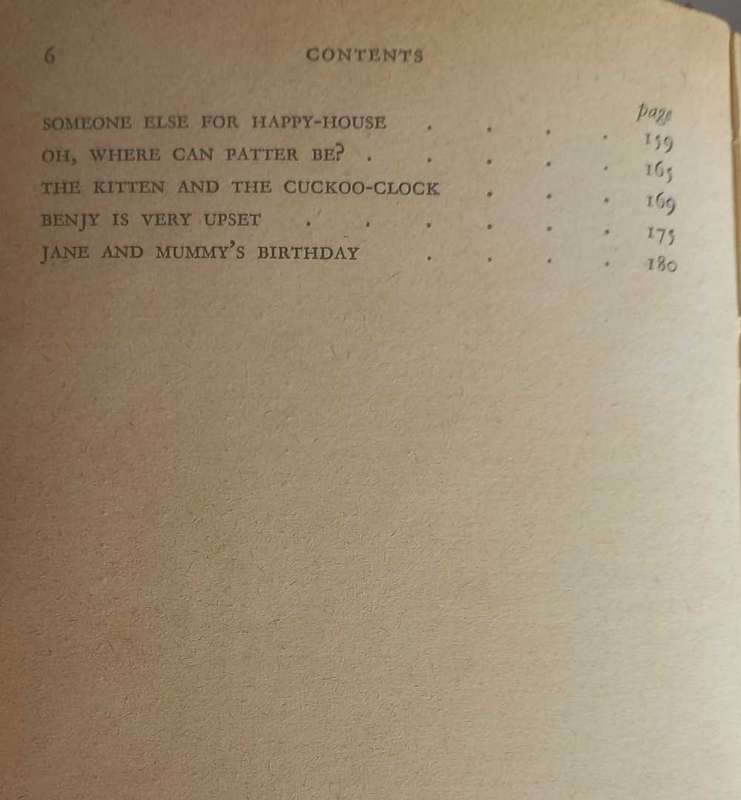 6 CONTENTS
page
SOMEONE ELSE FOR HAPPY-HOUSE . . . . 159
OH, WHERE CAN PATTER BE? . . . . . 165
THE KITTEN AND THE CUCKOO-CLOCK . . . 169
BENJY IS VERY UPSET . . . . . . 175
JANE AND MUMMY'S BIRTHDAY . . . . 180